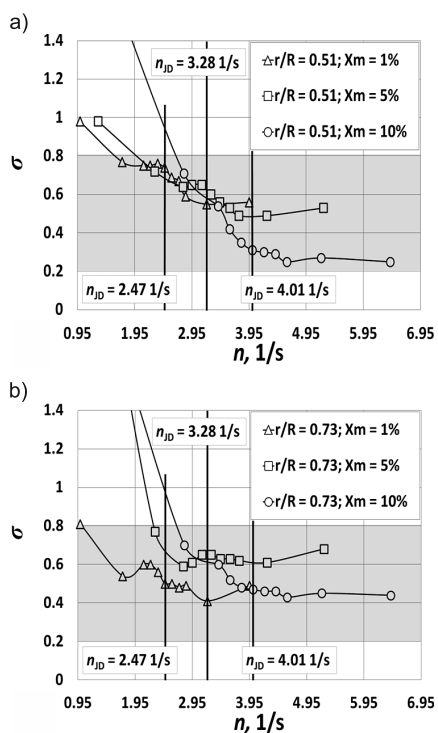 a)
1.4
1.2
1
0.8
0.6
0.4
0.2
0
σ
n_JD = 3.28 1/s
r/R = 0.51; Xm = 1%
r/R = 0.51; Xm = 5%
r/R = 0.51; Xm = 10%
n_JD = 2.47 1/s
n_JD = 4.01 1/s
0.95 1.95 2.95 3.95 4.95 5.95 6.95
n, 1/s
b)
1.4
1.2
1
0.8
0.6
0.4
0.2
0
σ
n_JD = 3.28 1/s
r/R = 0.73; Xm = 1%
r/R = 0.73; Xm = 5%
r/R = 0.73; Xm = 10%
n_JD = 2.47 1/s
n_JD = 4.01 1/s
0.95 1.95 2.95 3.95 4.95 5.95 6.95
n, 1/s